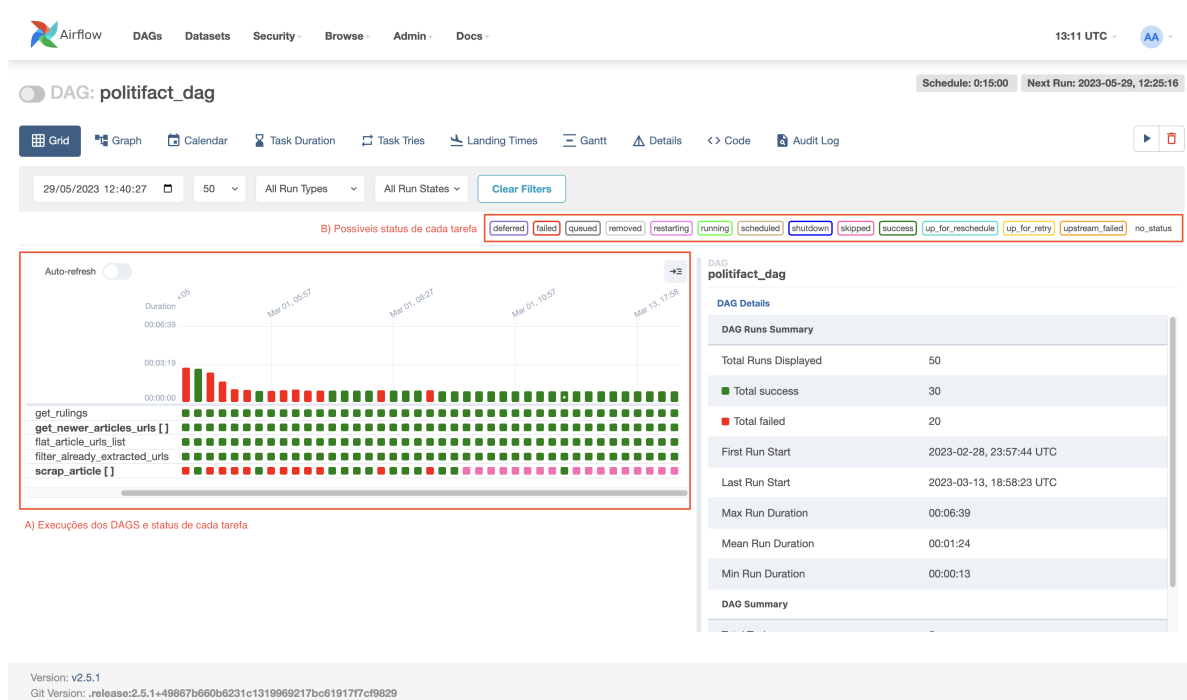 Airflow DAGs Datasets Security Browse Admin Docs 13:11 UTC AA
Schedule: 0:15:00 Next Run: 2023-05-29, 12:25:16
DAG: politifact_dag
Grid Graph Calendar Task Duration Task Tries Landing Times Gantt Details Code Audit Log
29/05/2023 12:40:27 50 All Run Types All Run States Clear Filters
B) Possíveis status de cada tarefa deferred failed queued removed restarting running scheduled shutdown skipped success up_for_reschedule up_for_retry upstream_failed no_status
Auto-refresh
Duration
:05 Mar 01, 05:57 Mar 01, 08:27 Mar 01, 10:57 Mar 13, 17:58
00:06:39
00:03:19
00:00:00
get_rulings
get_newer_articles_urls [ ]
flat_article_urls_list
filter_already_extracted_urls
scrap_article [ ]
A) Execuções dos DAGS e status de cada tarefa
DAG
politifact_dag
DAG Details
DAG Runs Summary
Total Runs Displayed 50
Total success 30
Total failed 20
First Run Start 2023-02-28, 23:57:44 UTC
Last Run Start 2023-03-13, 18:58:23 UTC
Max Run Duration 00:06:39
Mean Run Duration 00:01:24
Min Run Duration 00:00:13
DAG Summary
Version: v2.5.1
Git Version: .release:2.5.1+49867b660b6231c1319969217bc61917f7cf9829